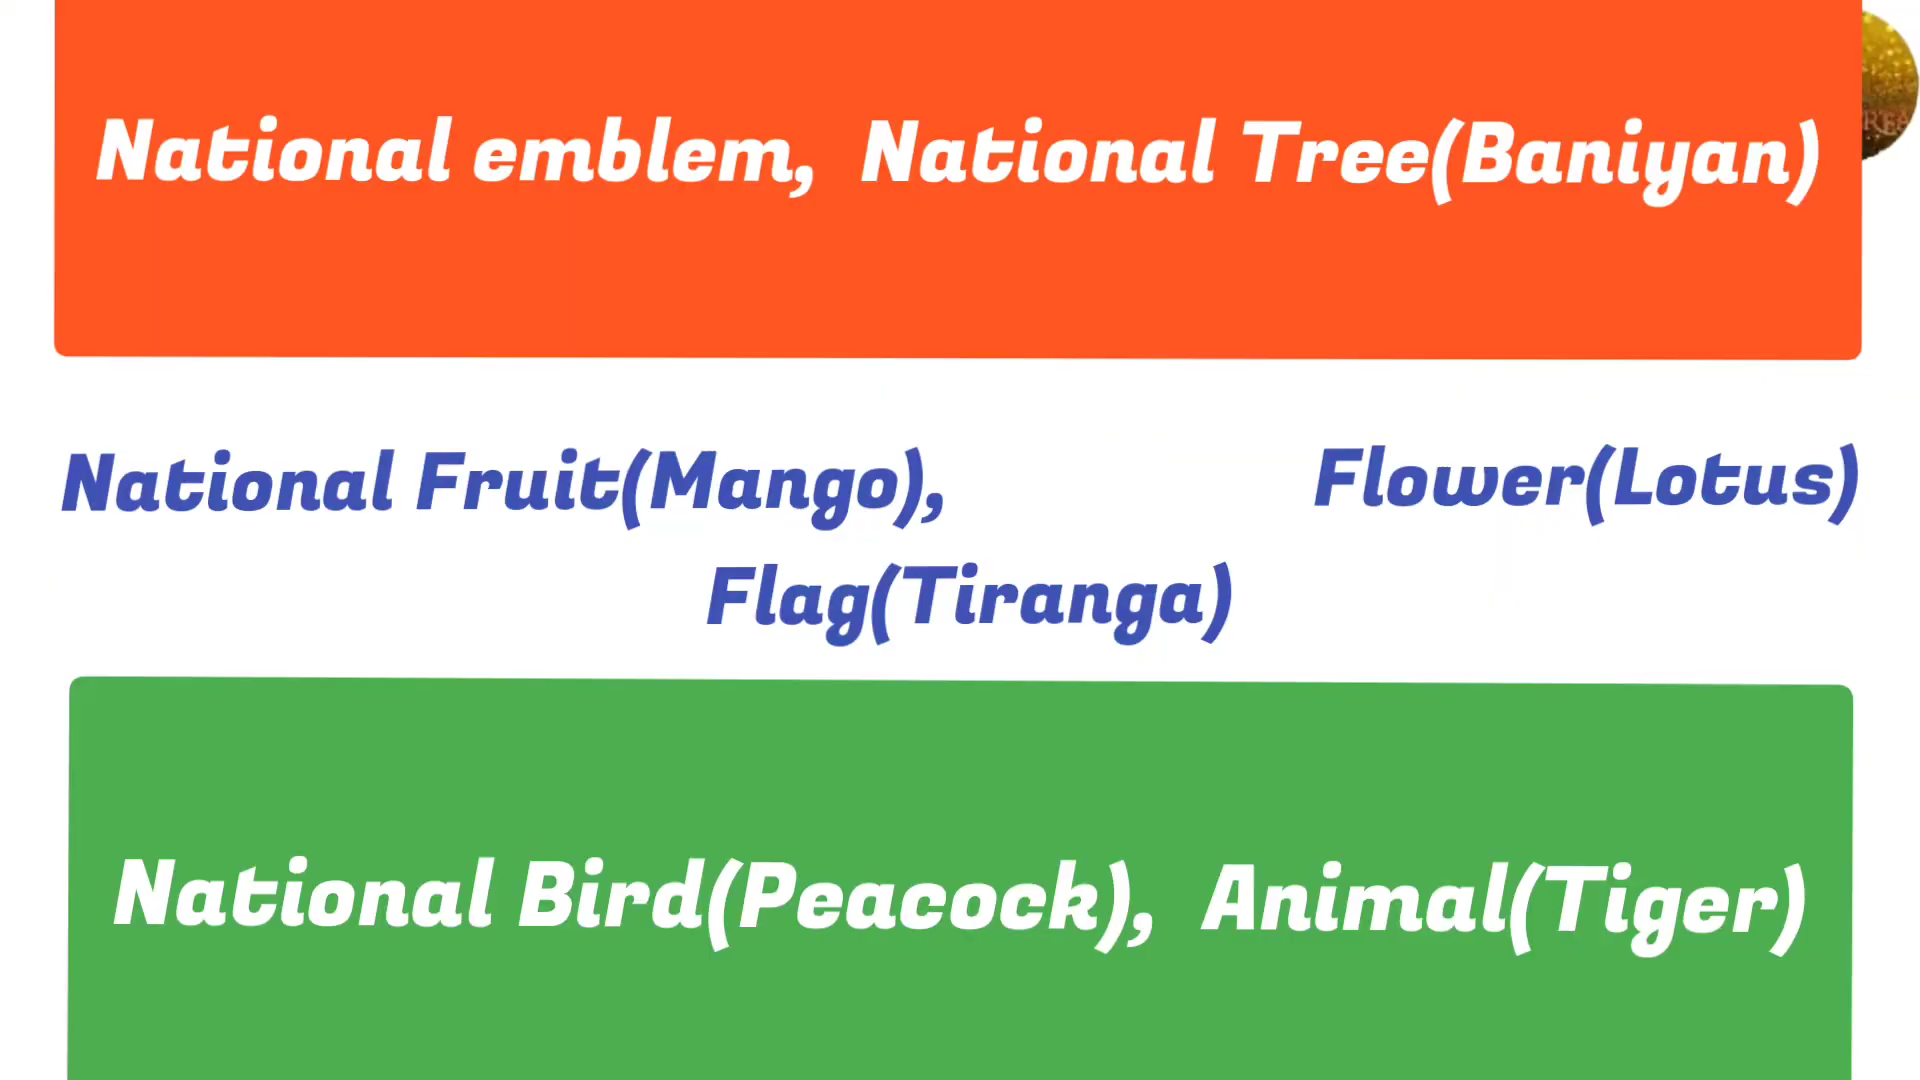 National emblem, National Tree(Baniyan)
National Fruit(Mango), Flower(Lotus)
Flag(Tiranga)
National Bird(Peacock), Animal(Tiger)